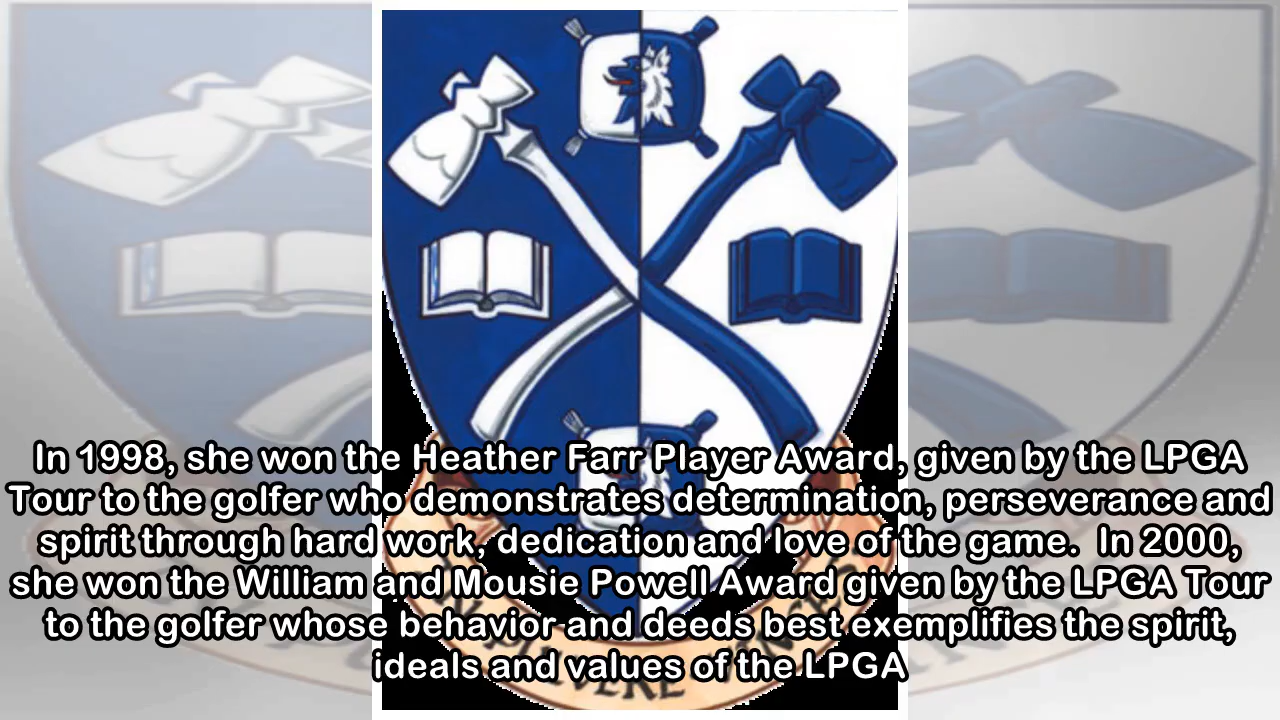 In 1998, she won the Heather Farr Player Award, given by the LPGA
Tour to the golfer who demonstrates determination, perseverance and
spirit through hard work, dedication and love of the game.  In 2000,
she won the William and Mousie Powell Award given by the LPGA Tour
to the golfer whose behavior and deeds best exemplifies the spirit,
ideals and values of the LPGA